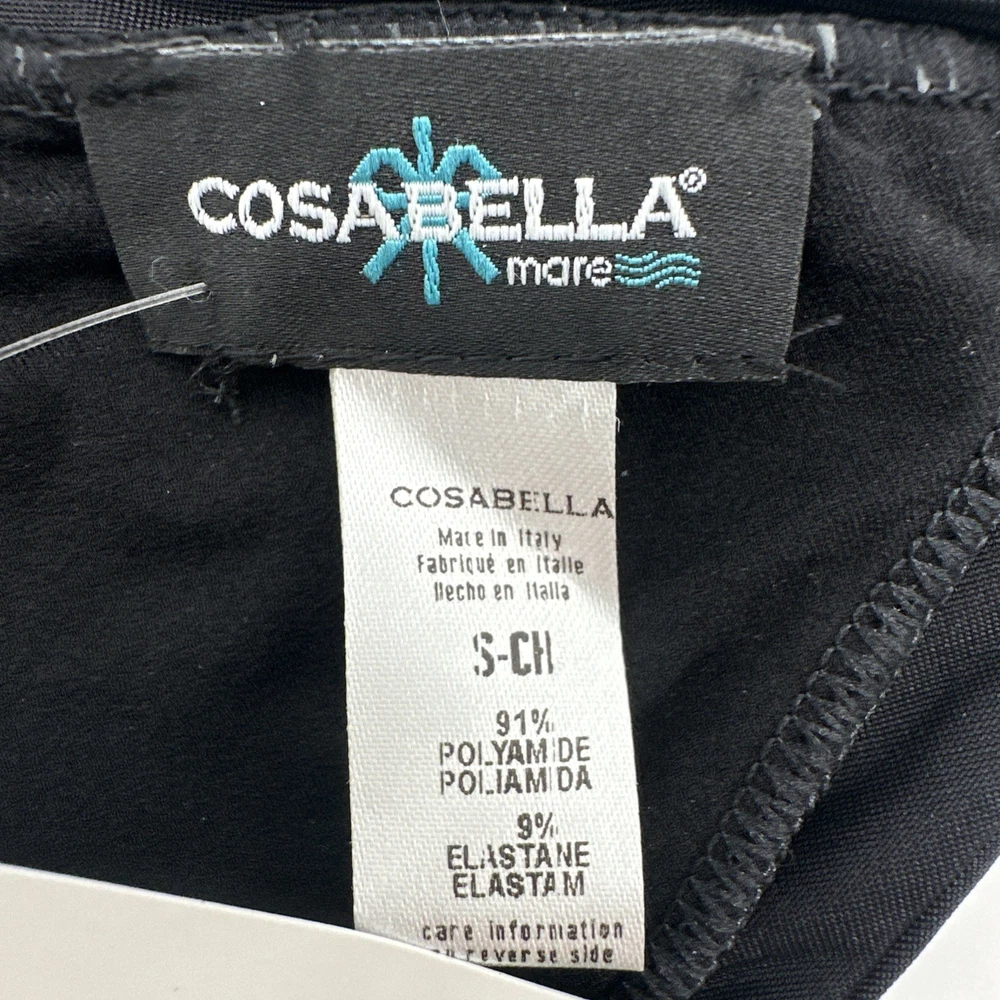 COSABELLA®
mare
COSABELLA
Made in Italy
Fabriqué en Italie
Hecho en Italia
S-CH
91%
POLYAMIDE
POLIAMIDA
9%
ELASTANE
ELASTAM
care information
on reverse side